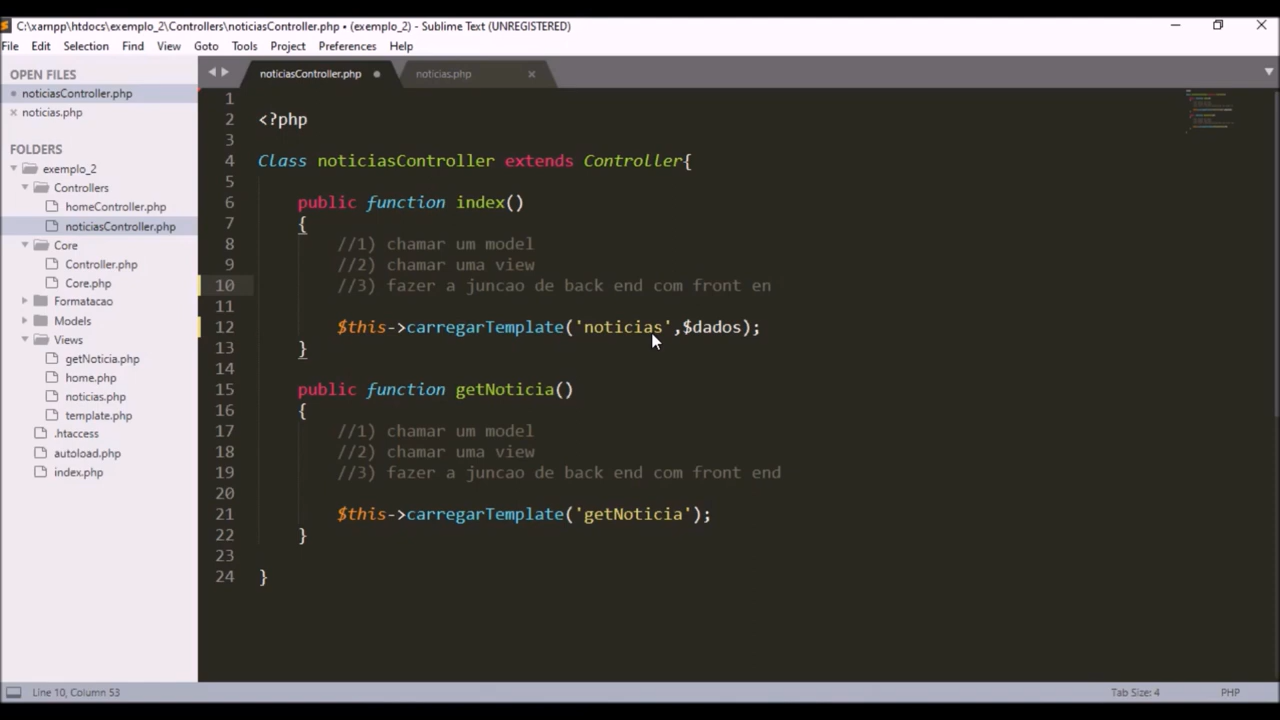 C:\xampp\htdocs\exemplo_2\Controllers\noticiasController.php • (exemplo_2) - Sublime Text (UNREGISTERED)
File Edit Selection Find View Goto Tools Project Preferences Help
OPEN FILES
noticiasController.php
noticias.php
FOLDERS
exemplo_2
Controllers
homeController.php
noticiasController.php
Core
Controller.php
Core.php
Formatacao
Models
Views
getNoticia.php
home.php
noticias.php
template.php
.htaccess
autoload.php
index.php
noticiasController.php noticias.php
1
2 <?php
3
4 Class noticiasController extends Controller{
5
6 public function index()
7 {
8 //1) chamar um model
9 //2) chamar uma view
10 //3) fazer a juncao de back end com front en
11
12 $this->carregarTemplate('noticias',$dados);
13 }
14
15 public function getNoticia()
16 {
17 //1) chamar um model
18 //2) chamar uma view
19 //3) fazer a juncao de back end com front end
20
21 $this->carregarTemplate('getNoticia');
22 }
23
24 }
Line 10, Column 53 Tab Size: 4 PHP